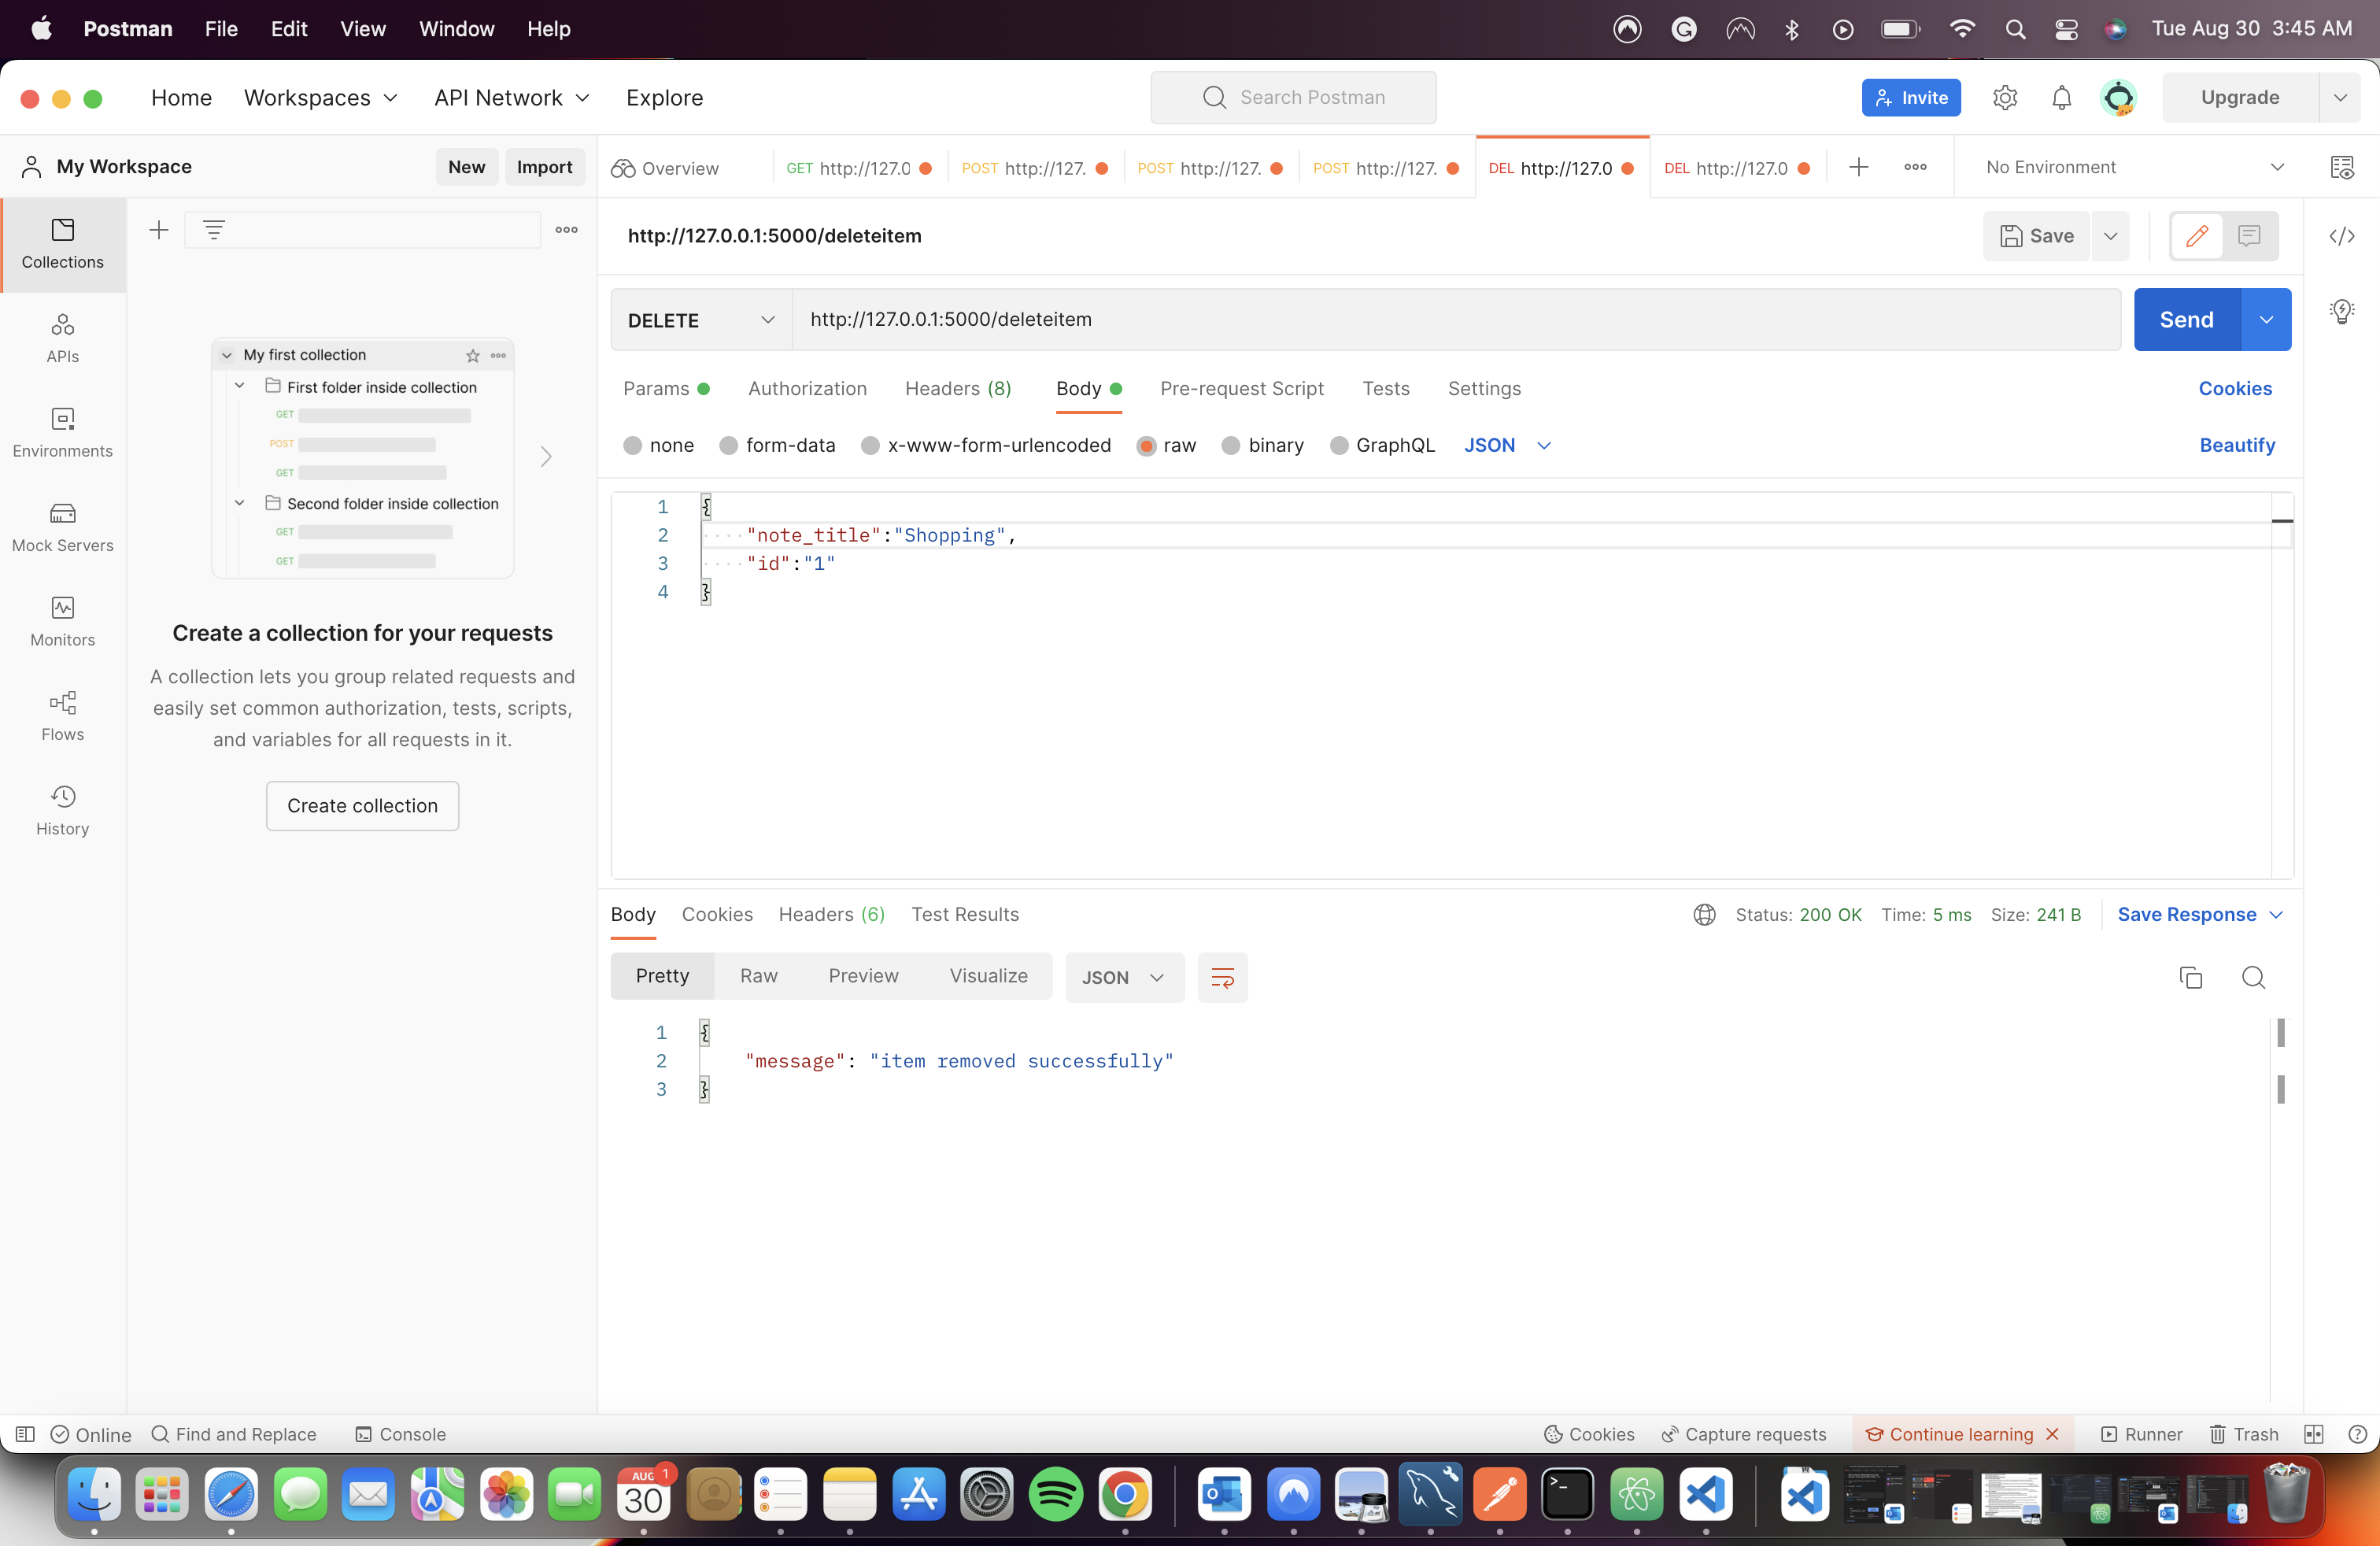 Postman File Edit View Window Help Tue Aug 30 3:45 AM
Home Workspaces API Network Explore Search Postman Invite Upgrade
My Workspace New Import Overview GET http://127.0 POST http://127. POST http://127. POST http://127. DEL http://127.0 DEL http://127.0 No Environment
Collections
APIs
Environments
Mock Servers
Monitors
Flows
History
My first collection
First folder inside collection
GET
POST
GET
Second folder inside collection
GET
GET
Create a collection for your requests
A collection lets you group related requests and
easily set common authorization, tests, scripts,
and variables for all requests in it.
Create collection
http://127.0.0.1:5000/deleteitem Save
DELETE http://127.0.0.1:5000/deleteitem Send
Params Authorization Headers (8) Body Pre-request Script Tests Settings Cookies
none form-data x-www-form-urlencoded raw binary GraphQL JSON Beautify
1 {
2 "note_title":"Shopping",
3 "id":"1"
4 }
Body Cookies Headers (6) Test Results Status: 200 OK Time: 5 ms Size: 241 B Save Response
Pretty Raw Preview Visualize JSON
1 {
2 "message": "item removed successfully"
3 }
Online Find and Replace Console Cookies Capture requests Continue learning Runner Trash
AUG 1
30